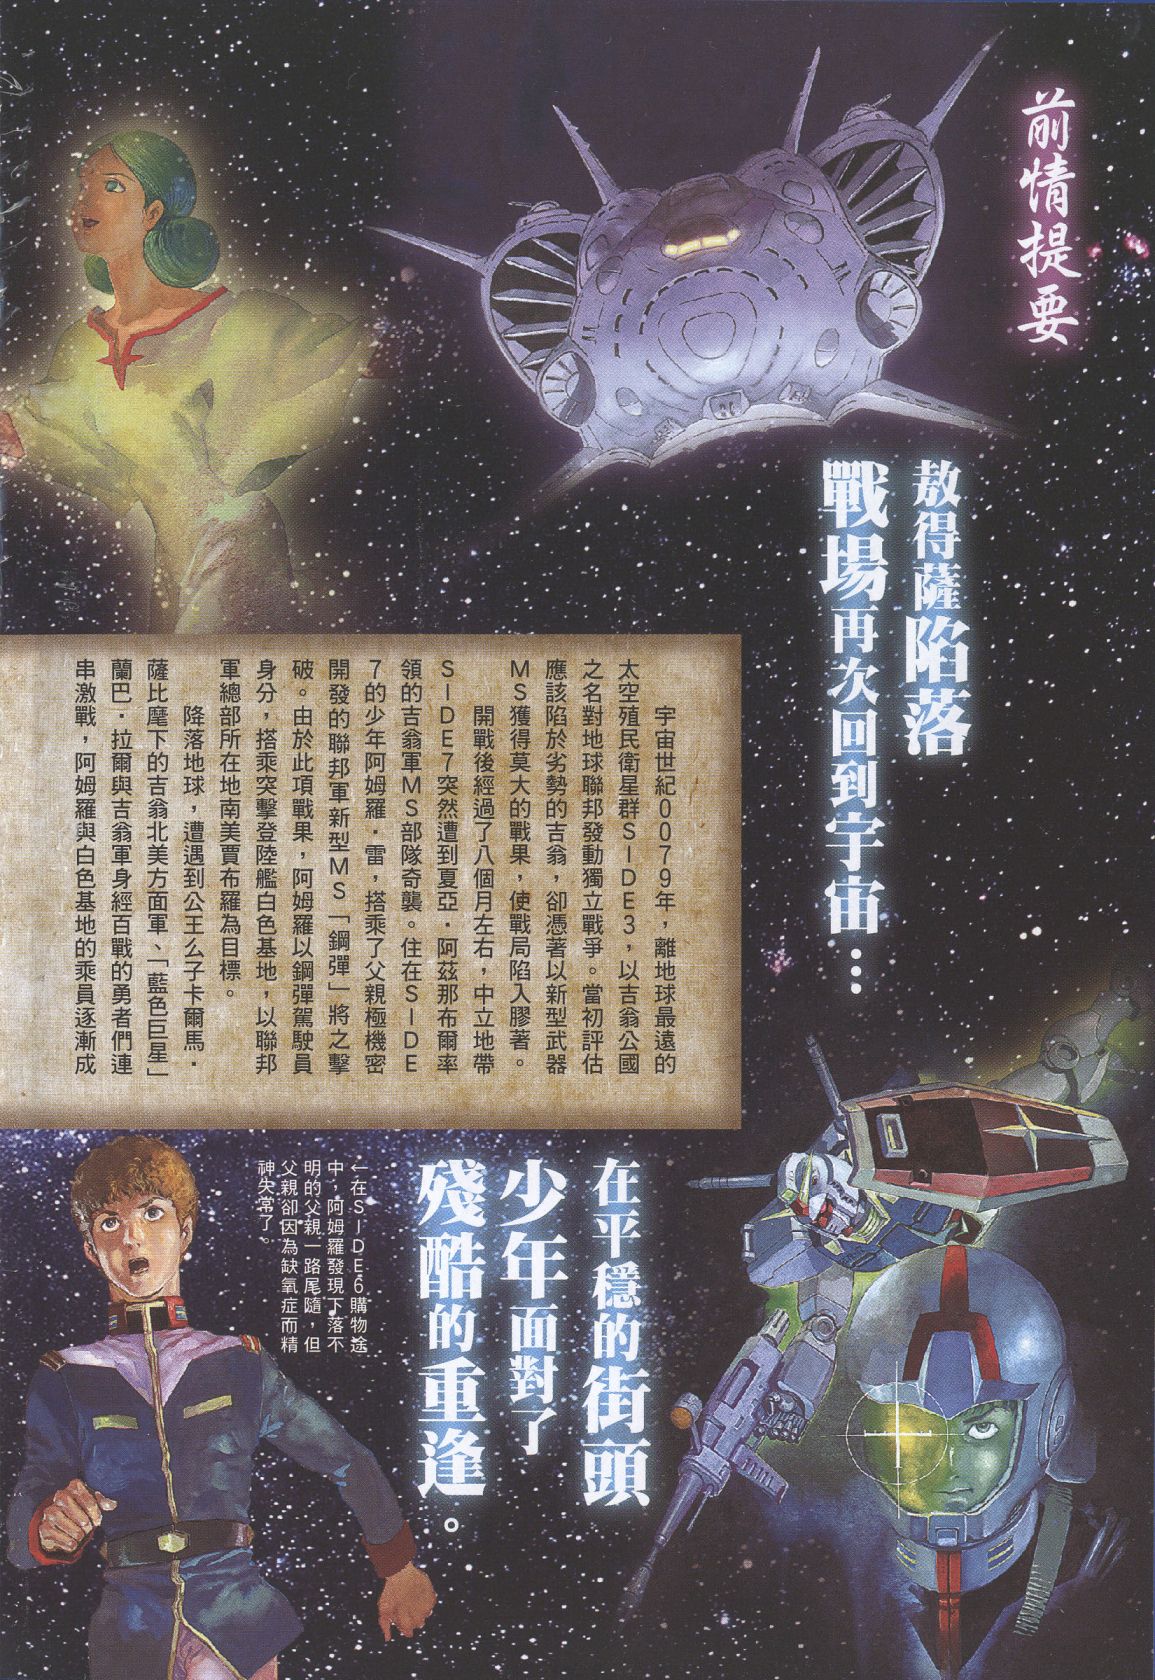 前情提要
敖得薩陷落
戰場再次回到宇宙…
宇宙世紀0079年，離地球最遠的
太空殖民衛星群SIDE3，以吉翁公國
之名對地球聯邦發動獨立戰爭。當初評估
應該陷於劣勢的吉翁，卻憑著以新型武器
MS獲得莫大的戰果，使戰局陷入膠著。
開戰後經過了八個月左右，中立地帶
SIDE7突然遭到夏亞・阿茲那布爾率
領的吉翁軍MS部隊奇襲。住在SIDE
7的少年阿姆羅・雷，搭乘了父親極機密
開發的聯邦軍新型MS「鋼彈」將之擊
破。由於此項戰果，阿姆羅以鋼彈駕駛員
身分，搭乘突擊登陸艦白色基地，以聯邦
軍總部所在地南美賈布羅為目標。
降落地球，遭遇到公王么子卡爾馬・
薩比麾下的吉翁北美方面軍、「藍色巨星」
蘭巴・拉爾與吉翁軍身經百戰的勇者們連
串激戰，阿姆羅與白色基地的乘員逐漸成
在平穩的街頭
少年面對了
殘酷的重逢。
←在SIDE6購物途
中，阿姆羅發現下落不
明的父親一路尾隨，但
父親卻因為缺氧症而精
神失常了。